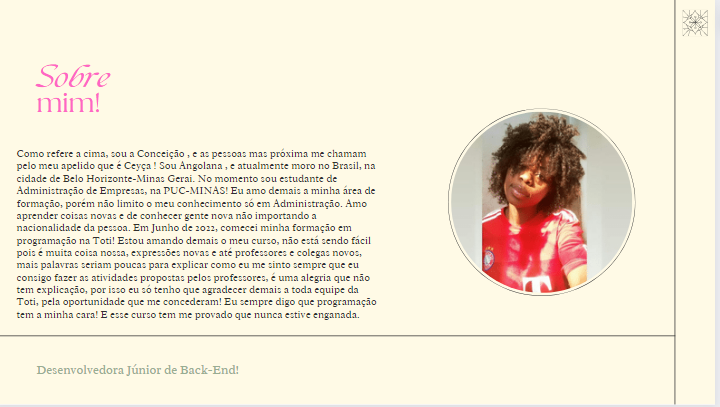 Sobre
mim!
Como refere a cima, sou a Conceição , e as pessoas mas próxima me chamam
pelo meu apelido que é Ceyça ! Sou Angolana , e atualmente moro no Brasil, na
cidade de Belo Horizonte-Minas Gerai. No momento sou estudante de
Administração de Empresas, na PUC-MINAS! Eu amo demais a minha área de
formação, porém não limito o meu conhecimento só em Administração. Amo
aprender coisas novas e de conhecer gente nova não importando a
nacionalidade da pessoa. Em Junho de 2022, comecei minha formação em
programação na Toti! Estou amando demais o meu curso, não está sendo fácil
pois é muita coisa nossa, expressões novas e até professores e colegas novos,
mais palavras seriam poucas para explicar como eu me sinto sempre que eu
consigo fazer as atividades propostas pelos professores, é uma alegria que não
tem explicação, por isso eu só tenho que agradecer demais a toda equipe da
Toti, pela oportunidade que me concederam! Eu sempre digo que programação
tem a minha cara! E esse curso tem me provado que nunca estive enganada.
T
Desenvolvedora Júnior de Back-End!